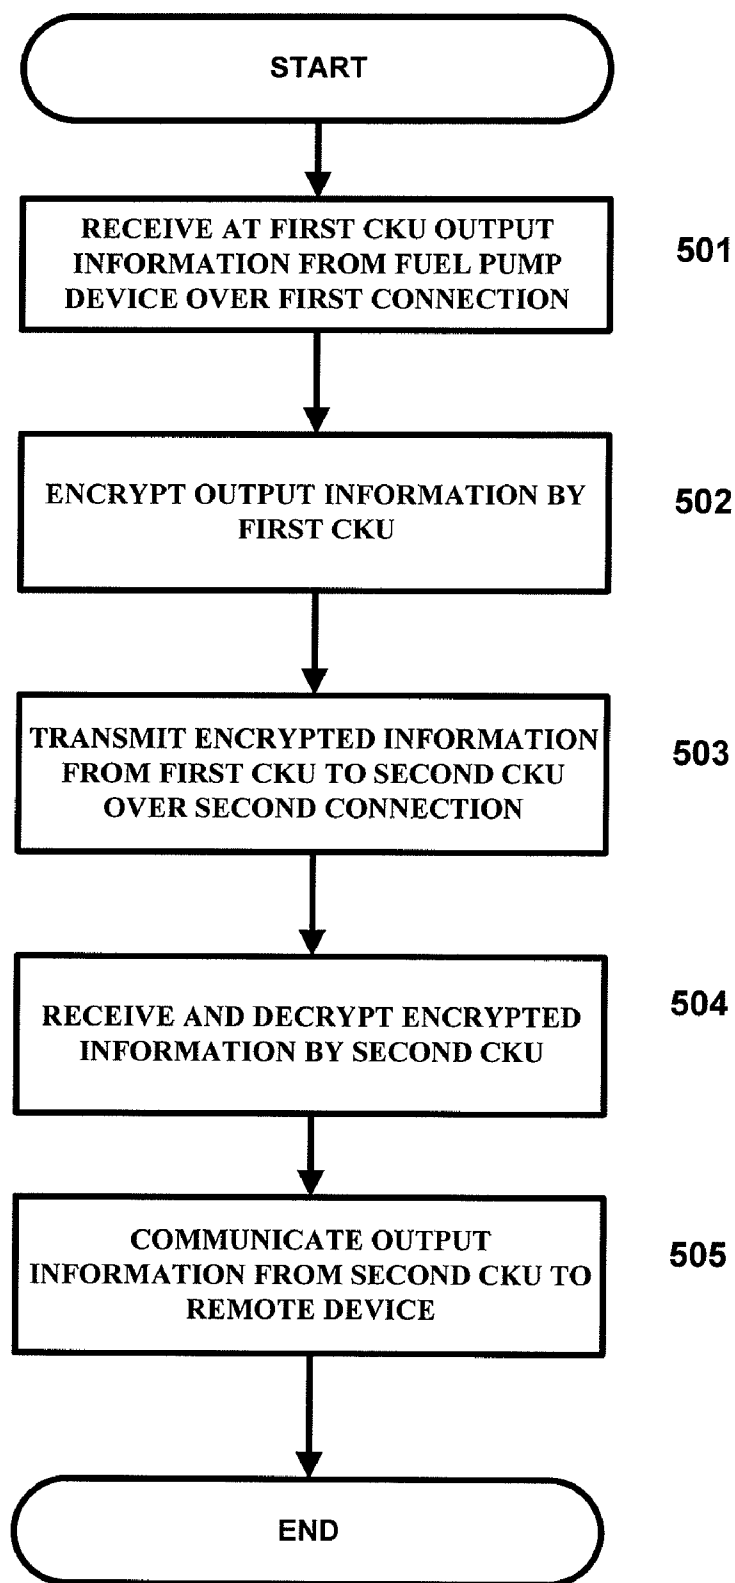 START
RECEIVE AT FIRST CKU OUTPUT
INFORMATION FROM FUEL PUMP
DEVICE OVER FIRST CONNECTION
501
ENCRYPT OUTPUT INFORMATION BY
FIRST CKU
502
TRANSMIT ENCRYPTED INFORMATION
FROM FIRST CKU TO SECOND CKU
OVER SECOND CONNECTION
503
RECEIVE AND DECRYPT ENCRYPTED
INFORMATION BY SECOND CKU
504
COMMUNICATE OUTPUT
INFORMATION FROM SECOND CKU TO
REMOTE DEVICE
505
END